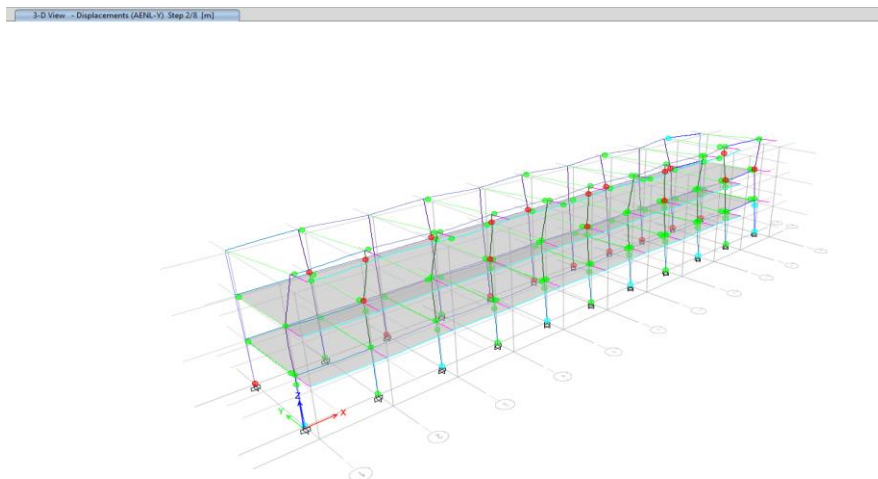 3-D View - Displacements (AENL-Y) Step 2/8 [m]
Z
Y
X